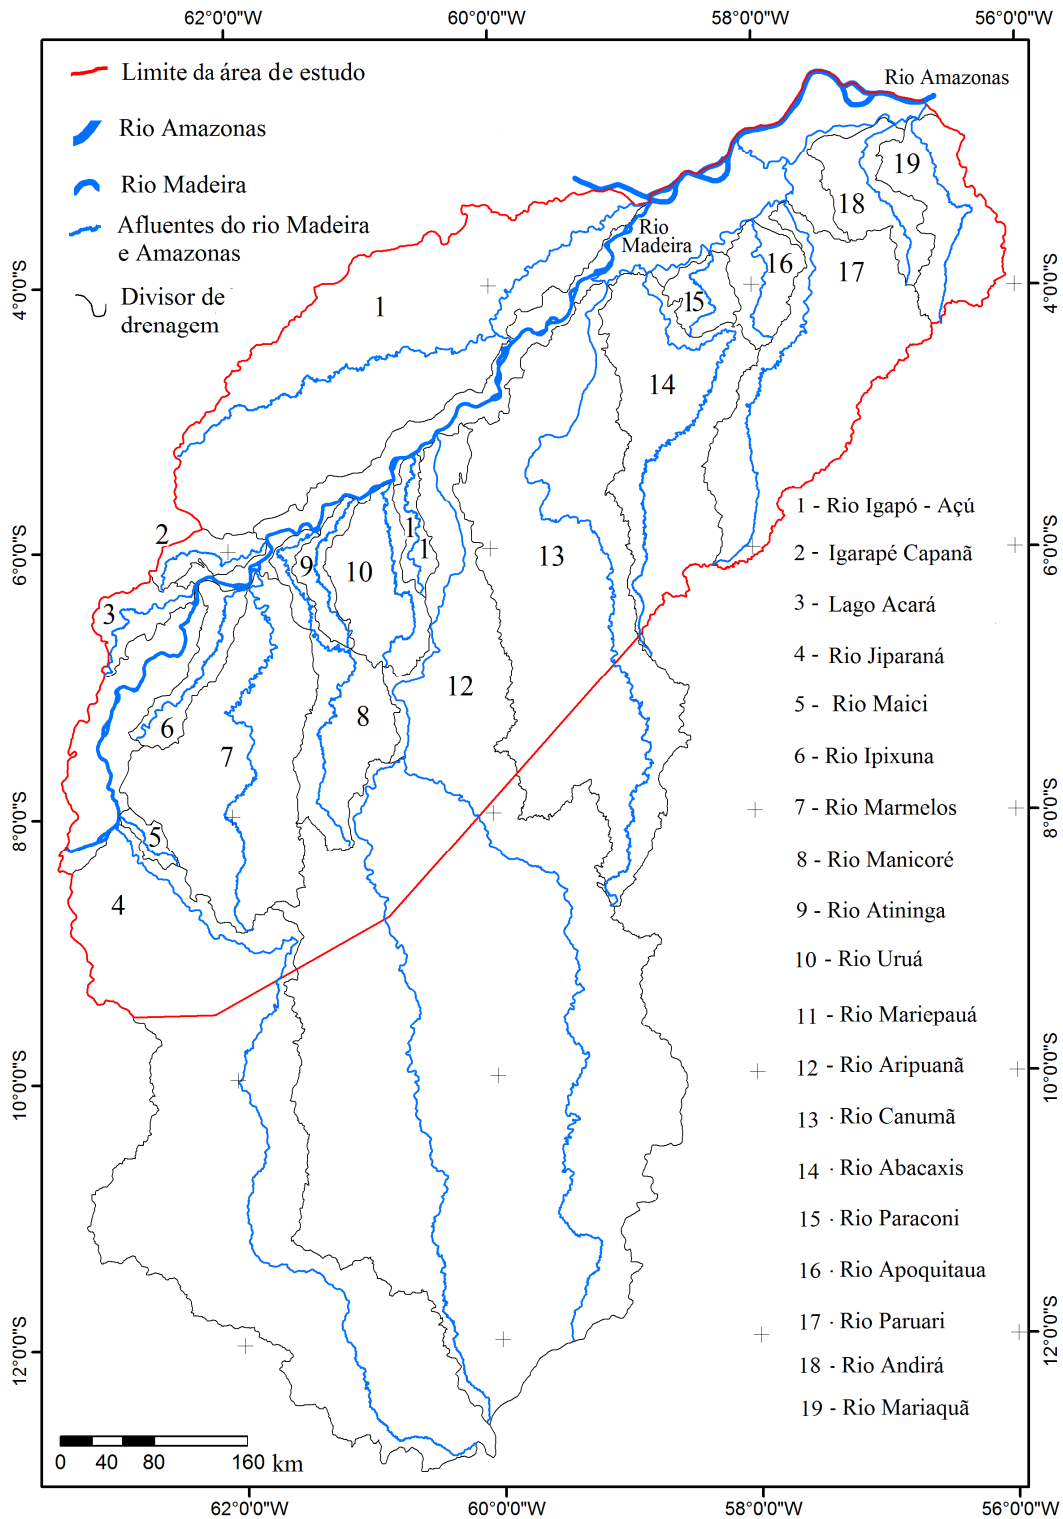 62°0'0"W 60°0'0"W 58°0'0"W 56°0'0"W
Limite da área de estudo
Rio Amazonas
Rio Madeira
Afluentes do rio Madeira
e Amazonas
Divisor de
drenagem
Rio Amazonas
Rio
Madeira
19
18
17
16
15
14
1
2
3
13
12
1
1
10
9
8
7
6
5
4
4°0'0"S
6°0'0"S
8°0'0"S
10°0'0"S
12°0'0"S
4°0'0"S
6°0'0"S
8°0'0"S
10°0'0"S
12°0'0"S
1 - Rio Igapó - Açú
2 - Igarapé Capanã
3 - Lago Acará
4 - Rio Jiparaná
5 - Rio Maici
6 - Rio Ipixuna
7 - Rio Marmelos
8 - Rio Manicoré
9 - Rio Atininga
10 - Rio Uruá
11 - Rio Mariepauá
12 - Rio Aripuanã
13 · Rio Canumã
14 · Rio Abacaxis
15 · Rio Paraconi
16 · Rio Apoquitaua
17 · Rio Paruari
18 - Rio Andirá
19 - Rio Mariaquã
0 40 80 160 km
62°0'0"W 60°0'0"W 58°0'0"W 56°0'0"W